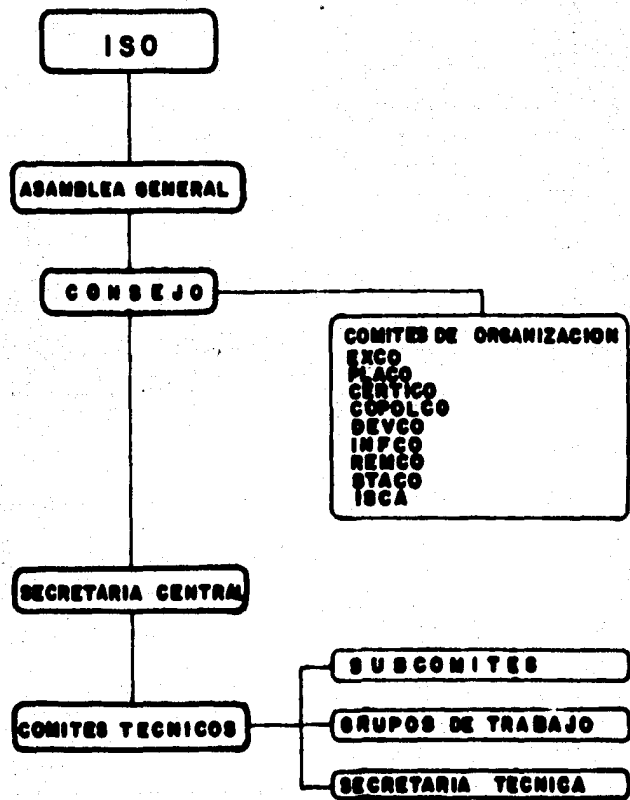 ISO
ASAMBLEA GENERAL
CONSEJO
COMITES DE ORGANIZACION
EXCO
PLACO
CERTICO
COPOLCO
DEVCO
INFCO
REMCO
STACO
ISCA
SECRETARIA CENTRAL
SUBCOMITES
COMITES TECNICOS
GRUPOS DE TRABAJO
SECRETARIA TECNICA